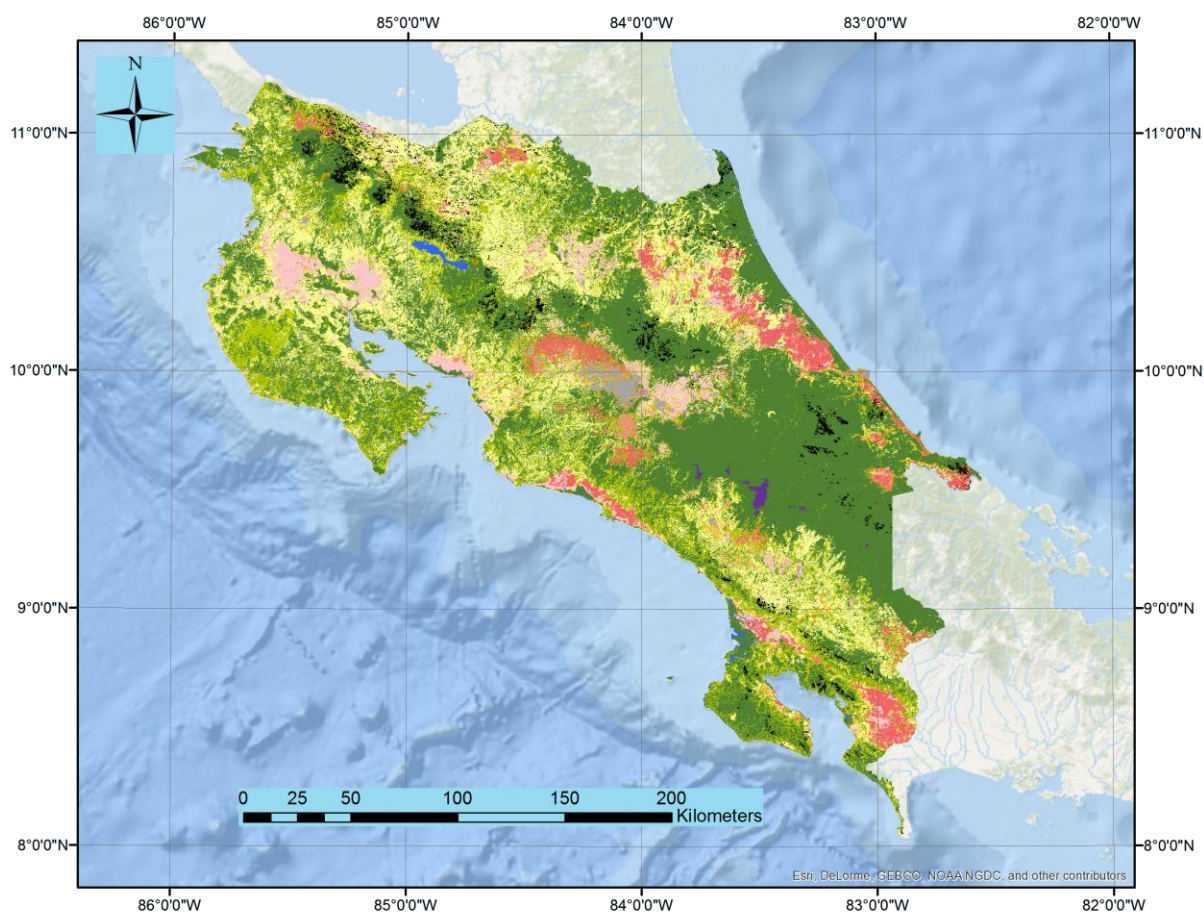 86°0'0"W 85°0'0"W 84°0'0"W 83°0'0"W 82°0'0"W
N
11°0'0"N 11°0'0"N
10°0'0"N 10°0'0"N
9°0'0"N 9°0'0"N
0 25 50 100 150 200
Kilometers
8°0'0"N 8°0'0"N
Esri, DeLorme, GEBCO, NOAA NGDC, and other contributors
86°0'0"W 85°0'0"W 84°0'0"W 83°0'0"W 82°0'0"W